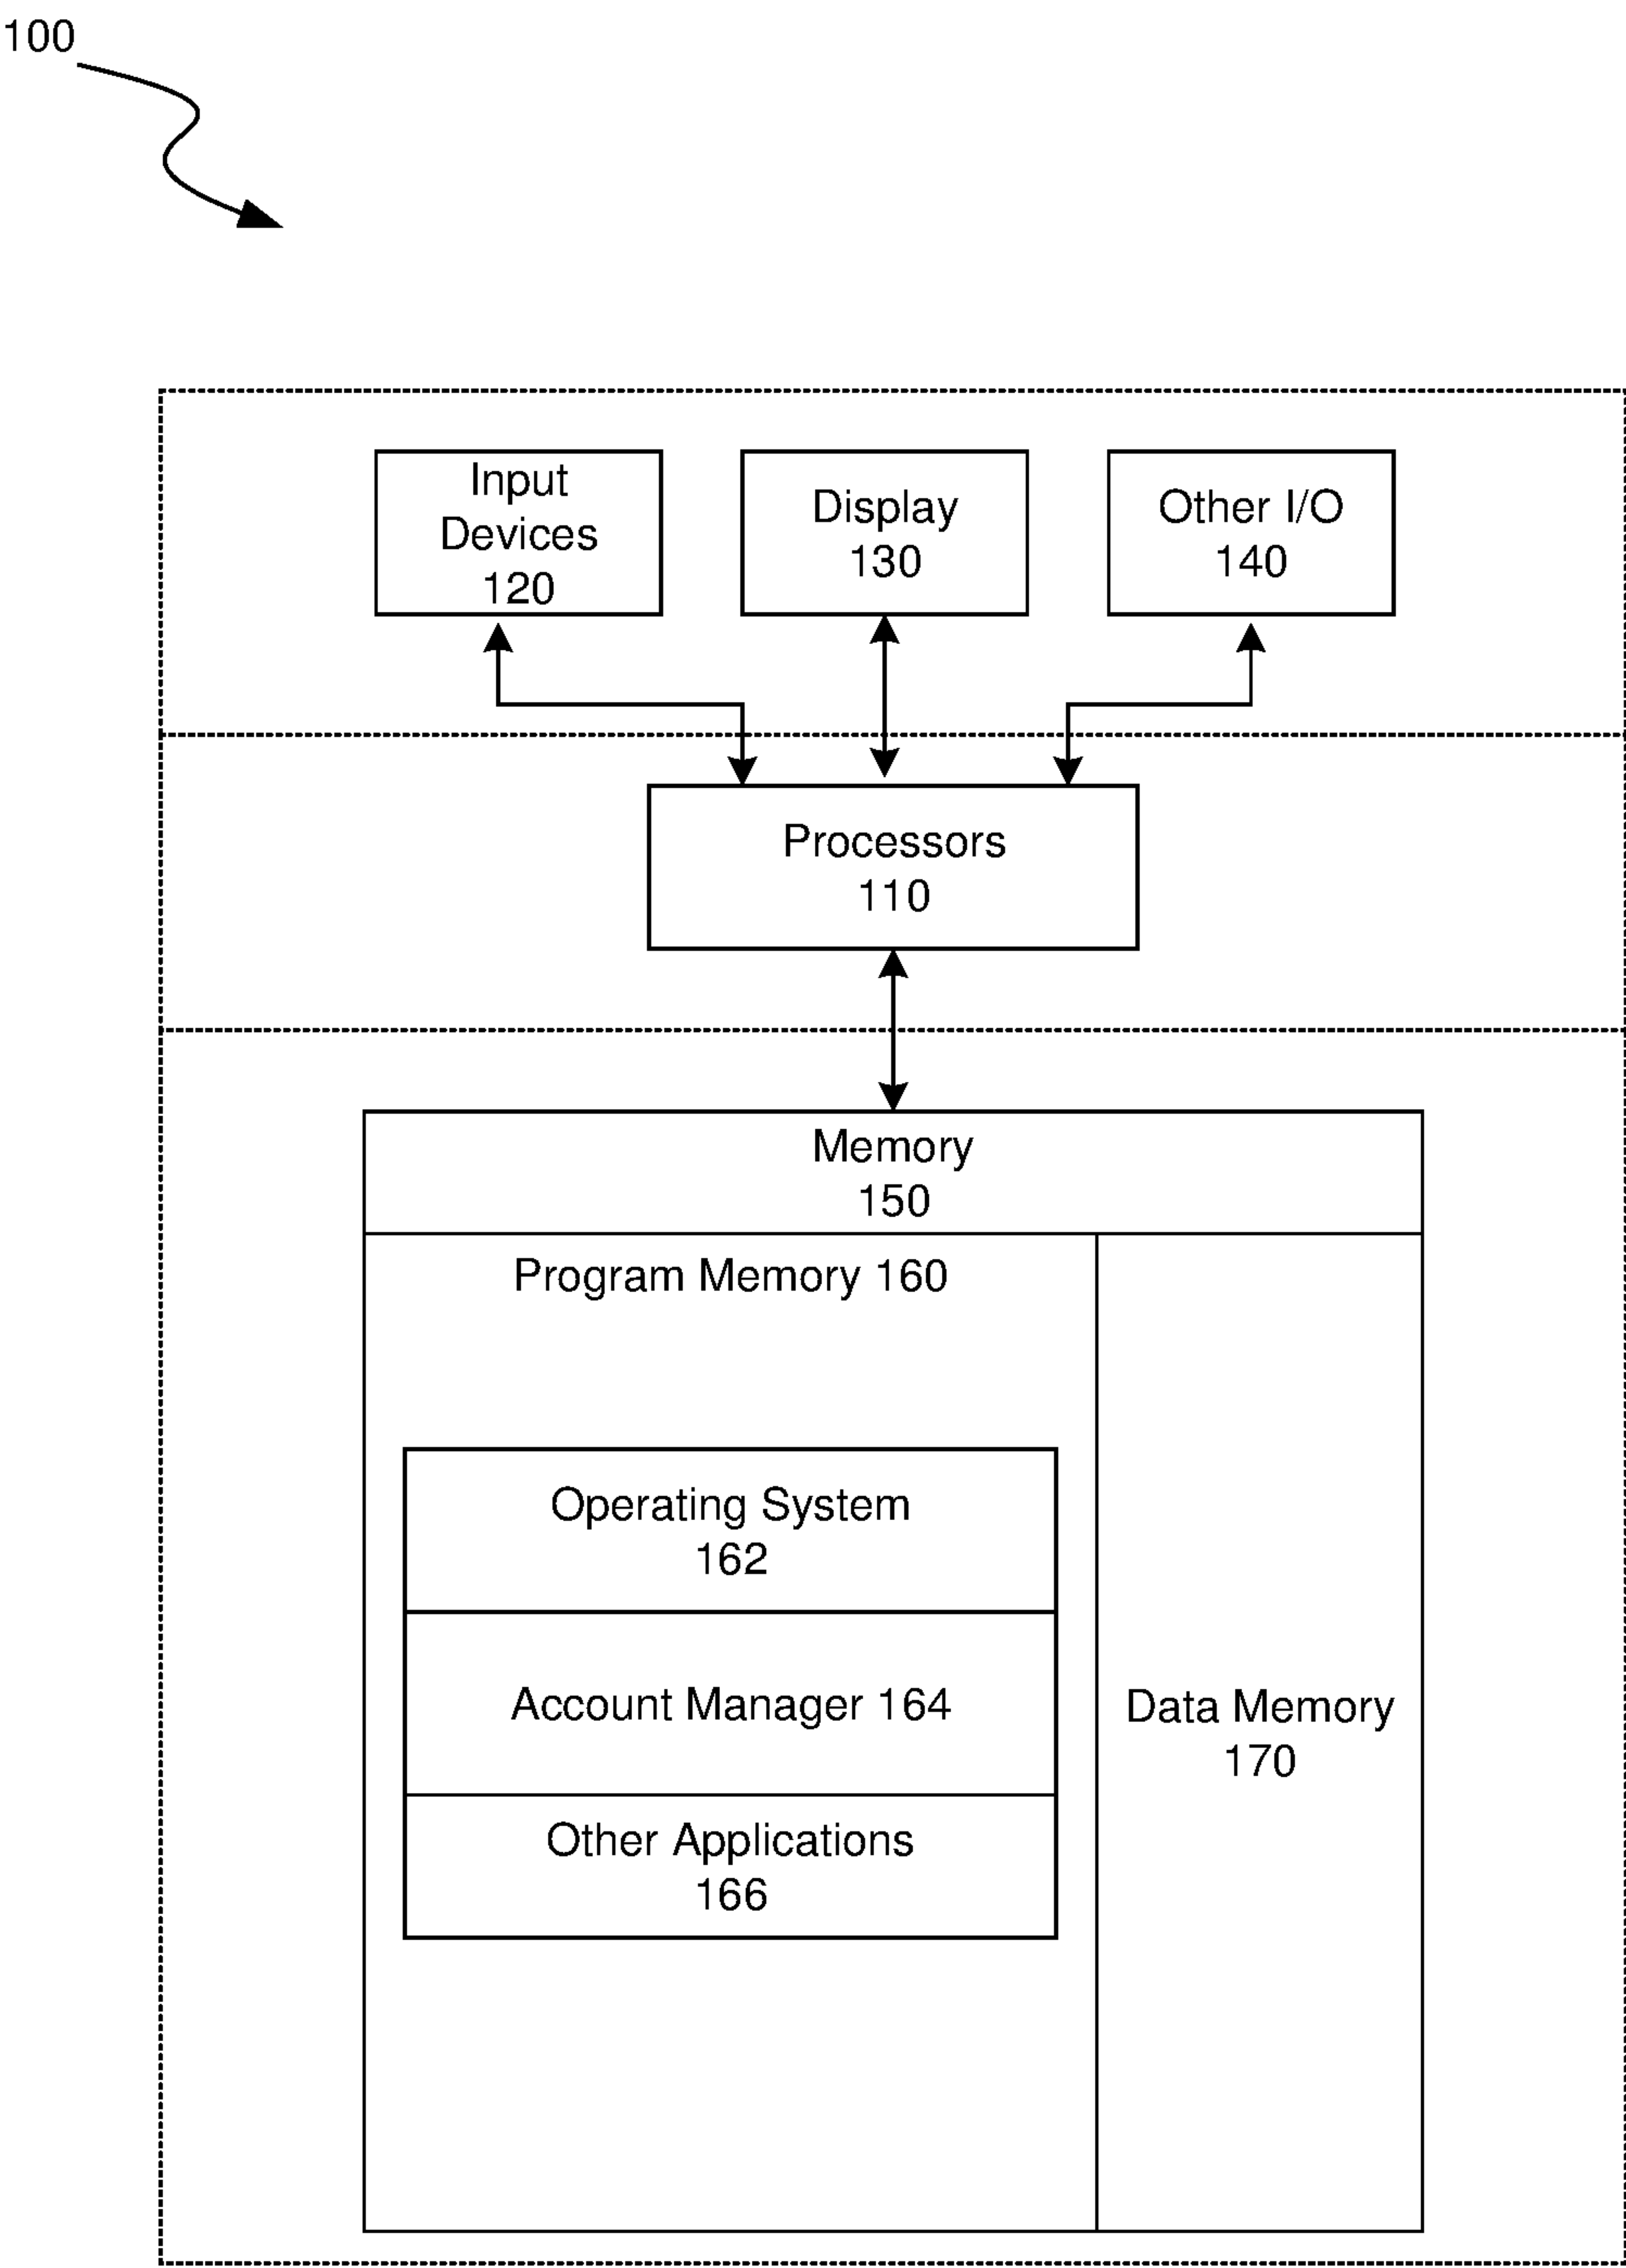 100
Input
Devices
120
Display
130
Other I/O
140
Processors
110
Memory
150
Program Memory 160
Operating System
162
Account Manager 164
Other Applications
166
Data Memory
170